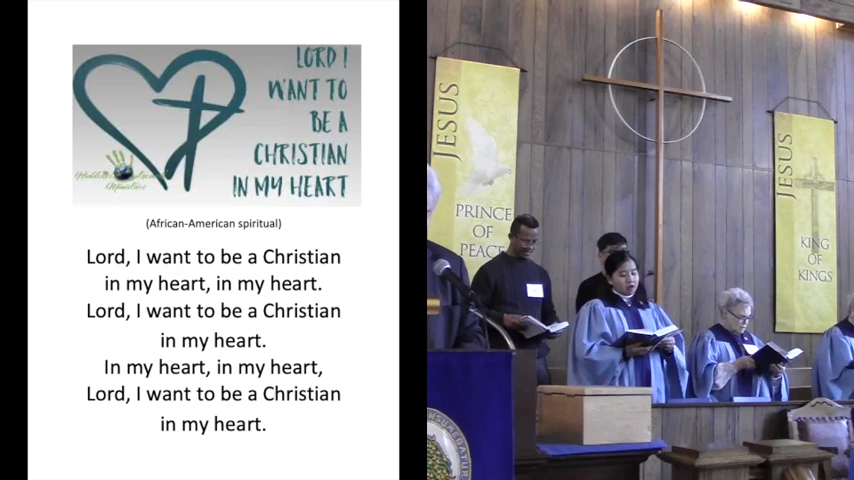 LORD I
WANT TO
BE A
CHRISTIAN
IN MY HEART
Ministries
(African-American spiritual)
Lord, I want to be a Christian
in my heart, in my heart.
Lord, I want to be a Christian
in my heart.
In my heart, in my heart,
Lord, I want to be a Christian
in my heart.
JESUS
PRINCE
OF
PEACE
JESUS
KING
OF
KINGS